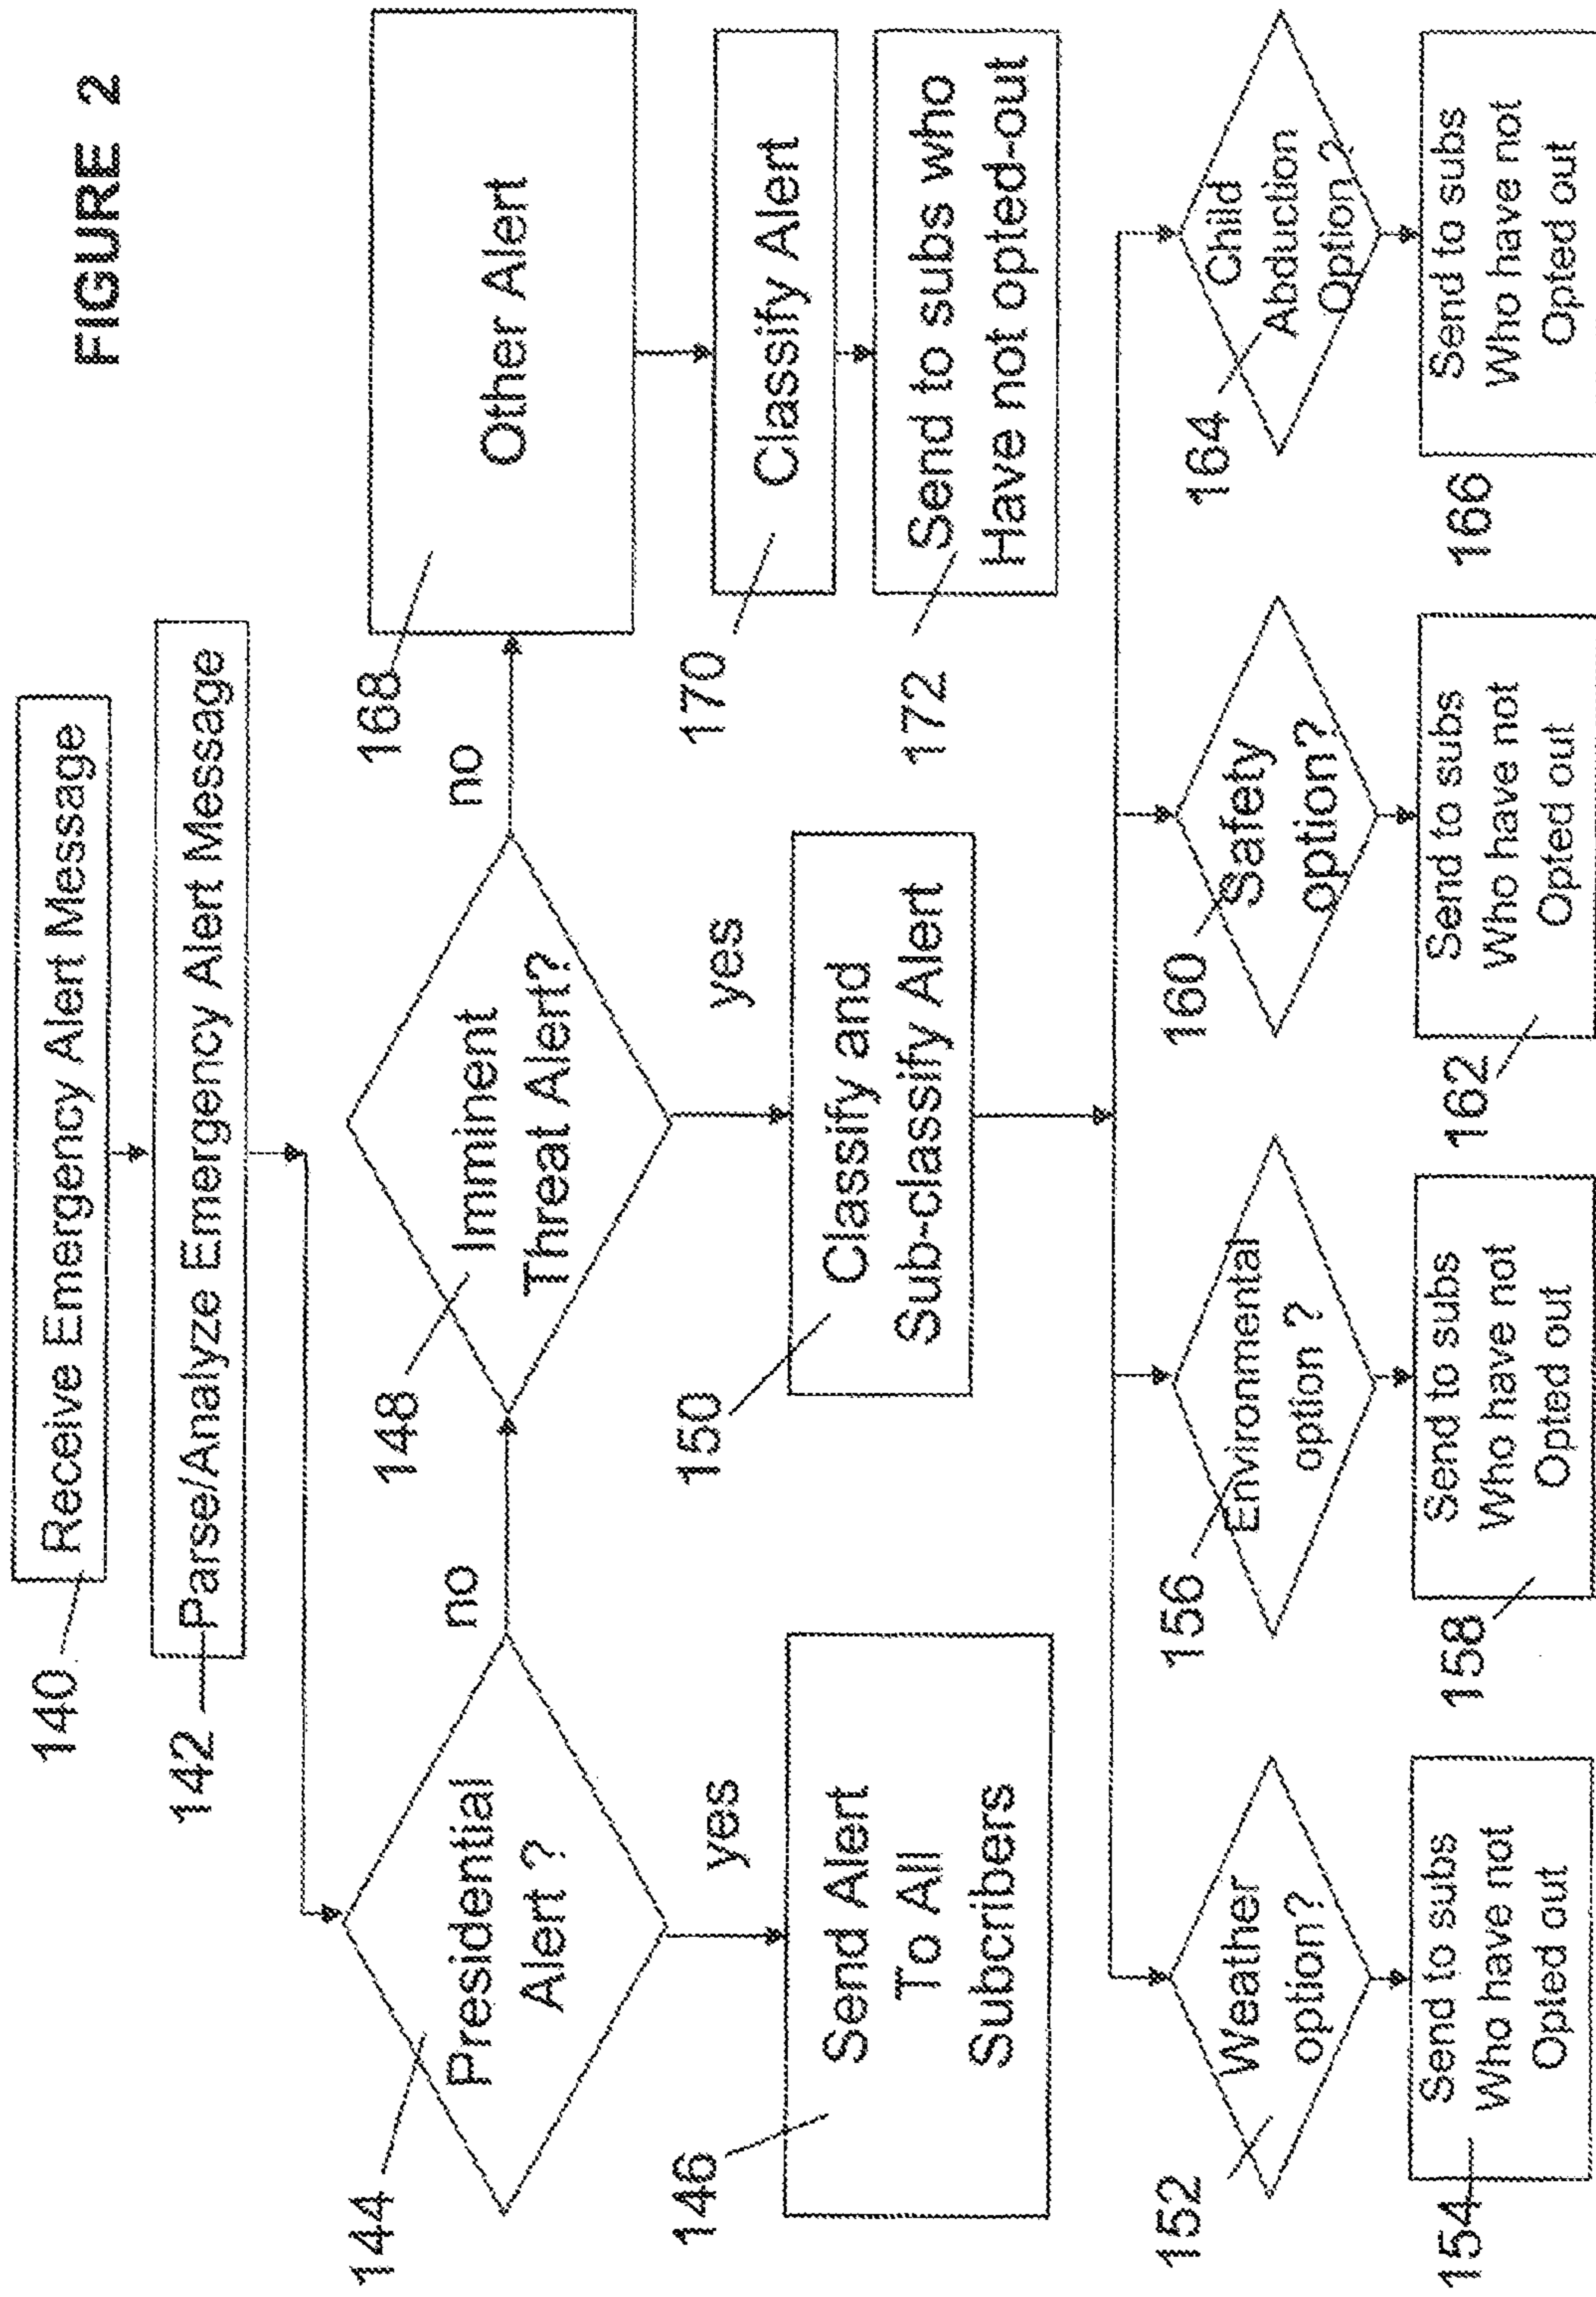 FIGURE 2
140
Receive Emergency Alert Message
142
Parse/Analyze Emergency Alert Message
144
Presidential
Alert ?
no
148
Imminent
Threat Alert?
no
168
Other Alert
yes
146
Send Alert
To All
Subcribers
yes
150
Classify and
Sub-classify Alert
170
Classify Alert
172
Send to subs who
Have not opted-out
152
Weather
option?
156
Environmental
option ?
160
Safety
option?
164
Child
Abduction
Option ?
154
Send to subs
Who have not
Opted out
158
Send to subs
Who have not
Opted out
162
Send to subs
Who have not
Opted out
166
Send to subs
Who have not
Opted out